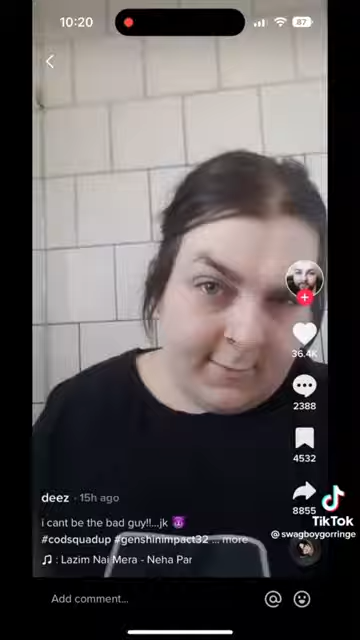 10:20
87
36.4K
2388
4532
8855
TikTok
@swagboygorringe
deez · 15h ago
i cant be the bad guy!!...jk 😈
#codsquadup #genshinimpact32 ... more
: Lazim Nai Mera - Neha Par
Add comment...